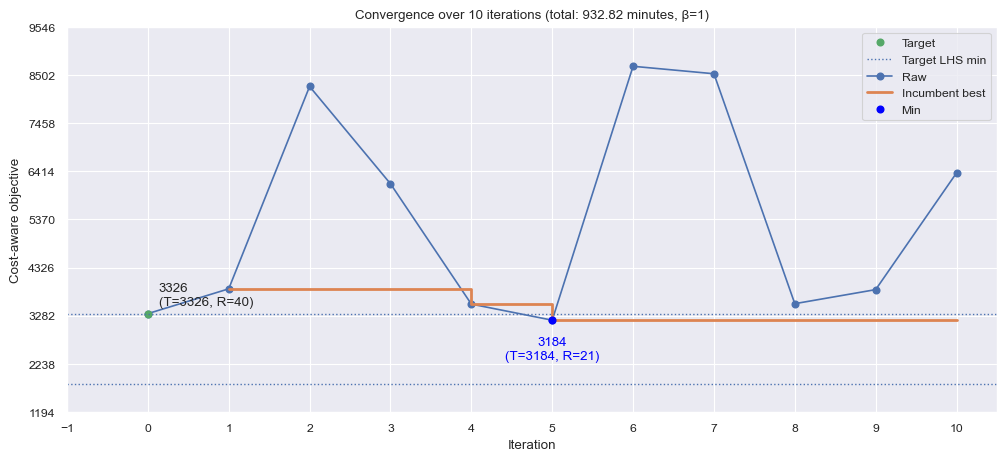 Convergence over 10 iterations (total: 932.82 minutes, β=1)
Cost-aware objective
9546
8502
7458
6414
5370
4326
3282
2238
1194
Target
Target LHS min
Raw
Incumbent best
Min
3326
(T=3326, R=40)
3184
(T=3184, R=21)
−1
0
1
2
3
4
5
6
7
8
9
10
Iteration